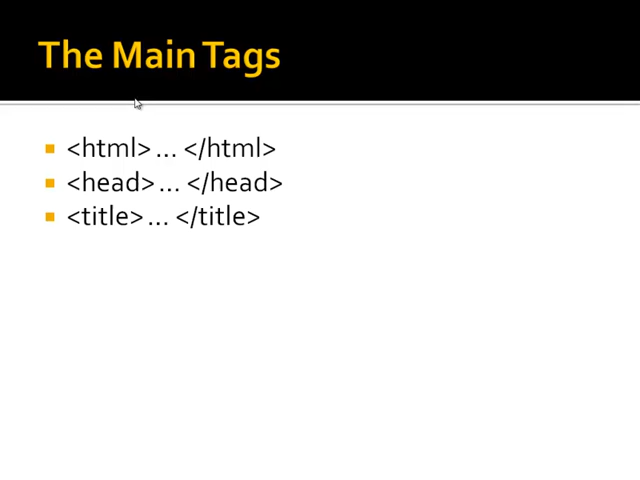 The Main Tags
<html> ... </html>
<head> ... </head>
<title> ... </title>